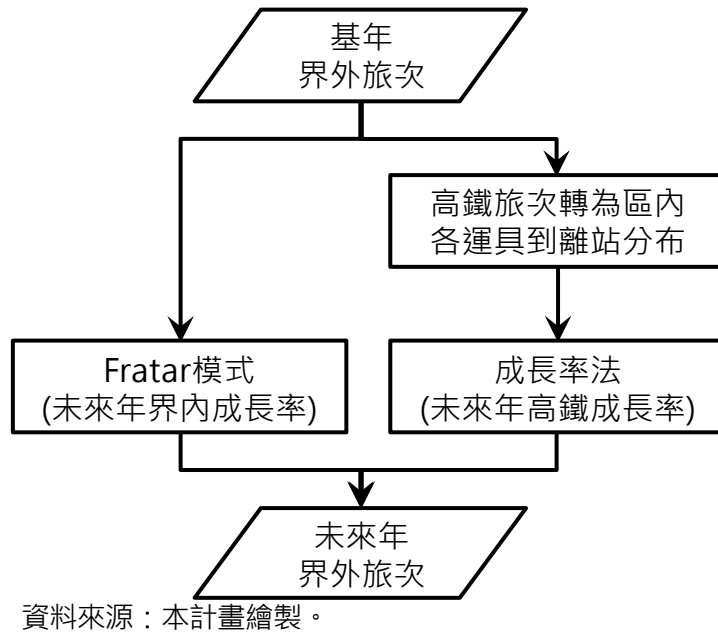 基年
界外旅次
高鐵旅次轉為區內
各運具到離站分布
Fratar模式
(未來年界內成長率)
成長率法
(未來年高鐵成長率)
未來年
界外旅次
資料來源：本計畫繪製。